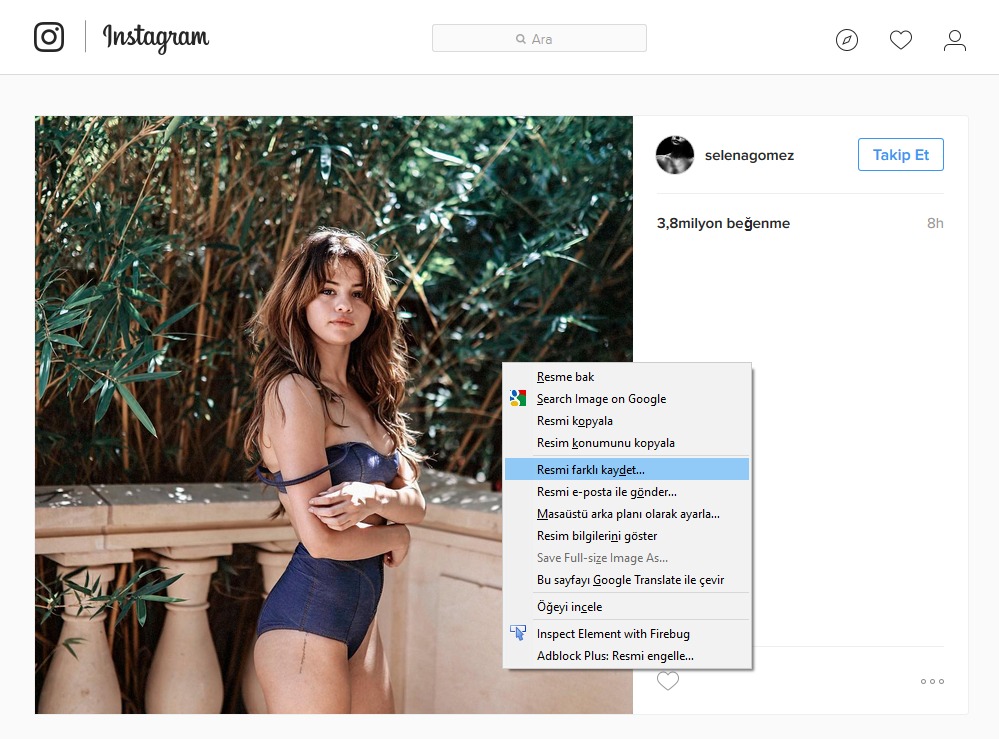 Instagram
Ara
selenagomez
Takip Et
3,8milyon beğenme
8h
Resme bak
Search Image on Google
Resmi kopyala
Resim konumunu kopyala
Resmi farklı kaydet...
Resmi e-posta ile gönder...
Masaüstü arka planı olarak ayarla...
Resim bilgilerini göster
Save Full-size Image As...
Bu sayfayı Google Translate ile çevir
Öğeyi incele
Inspect Element with Firebug
Adblock Plus: Resmi engelle...